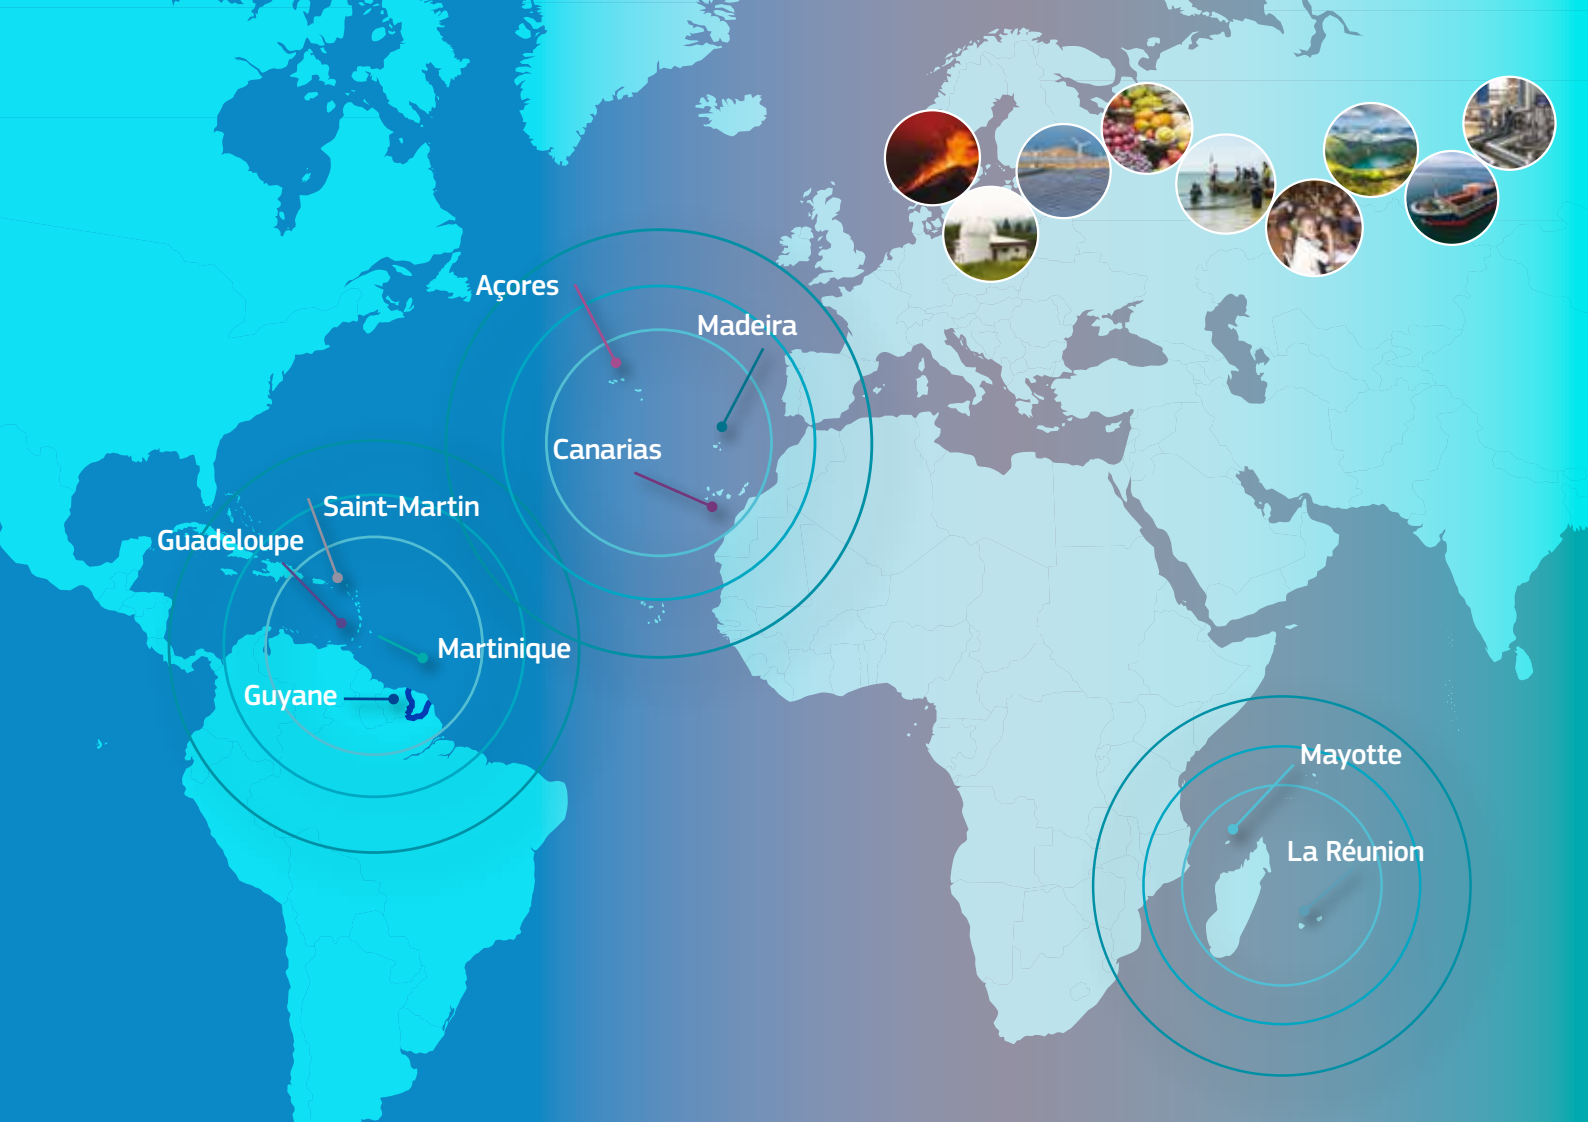 Açores
Madeira
Canarias
Saint-Martin
Guadeloupe
Martinique
Guyane
Mayotte
La Réunion